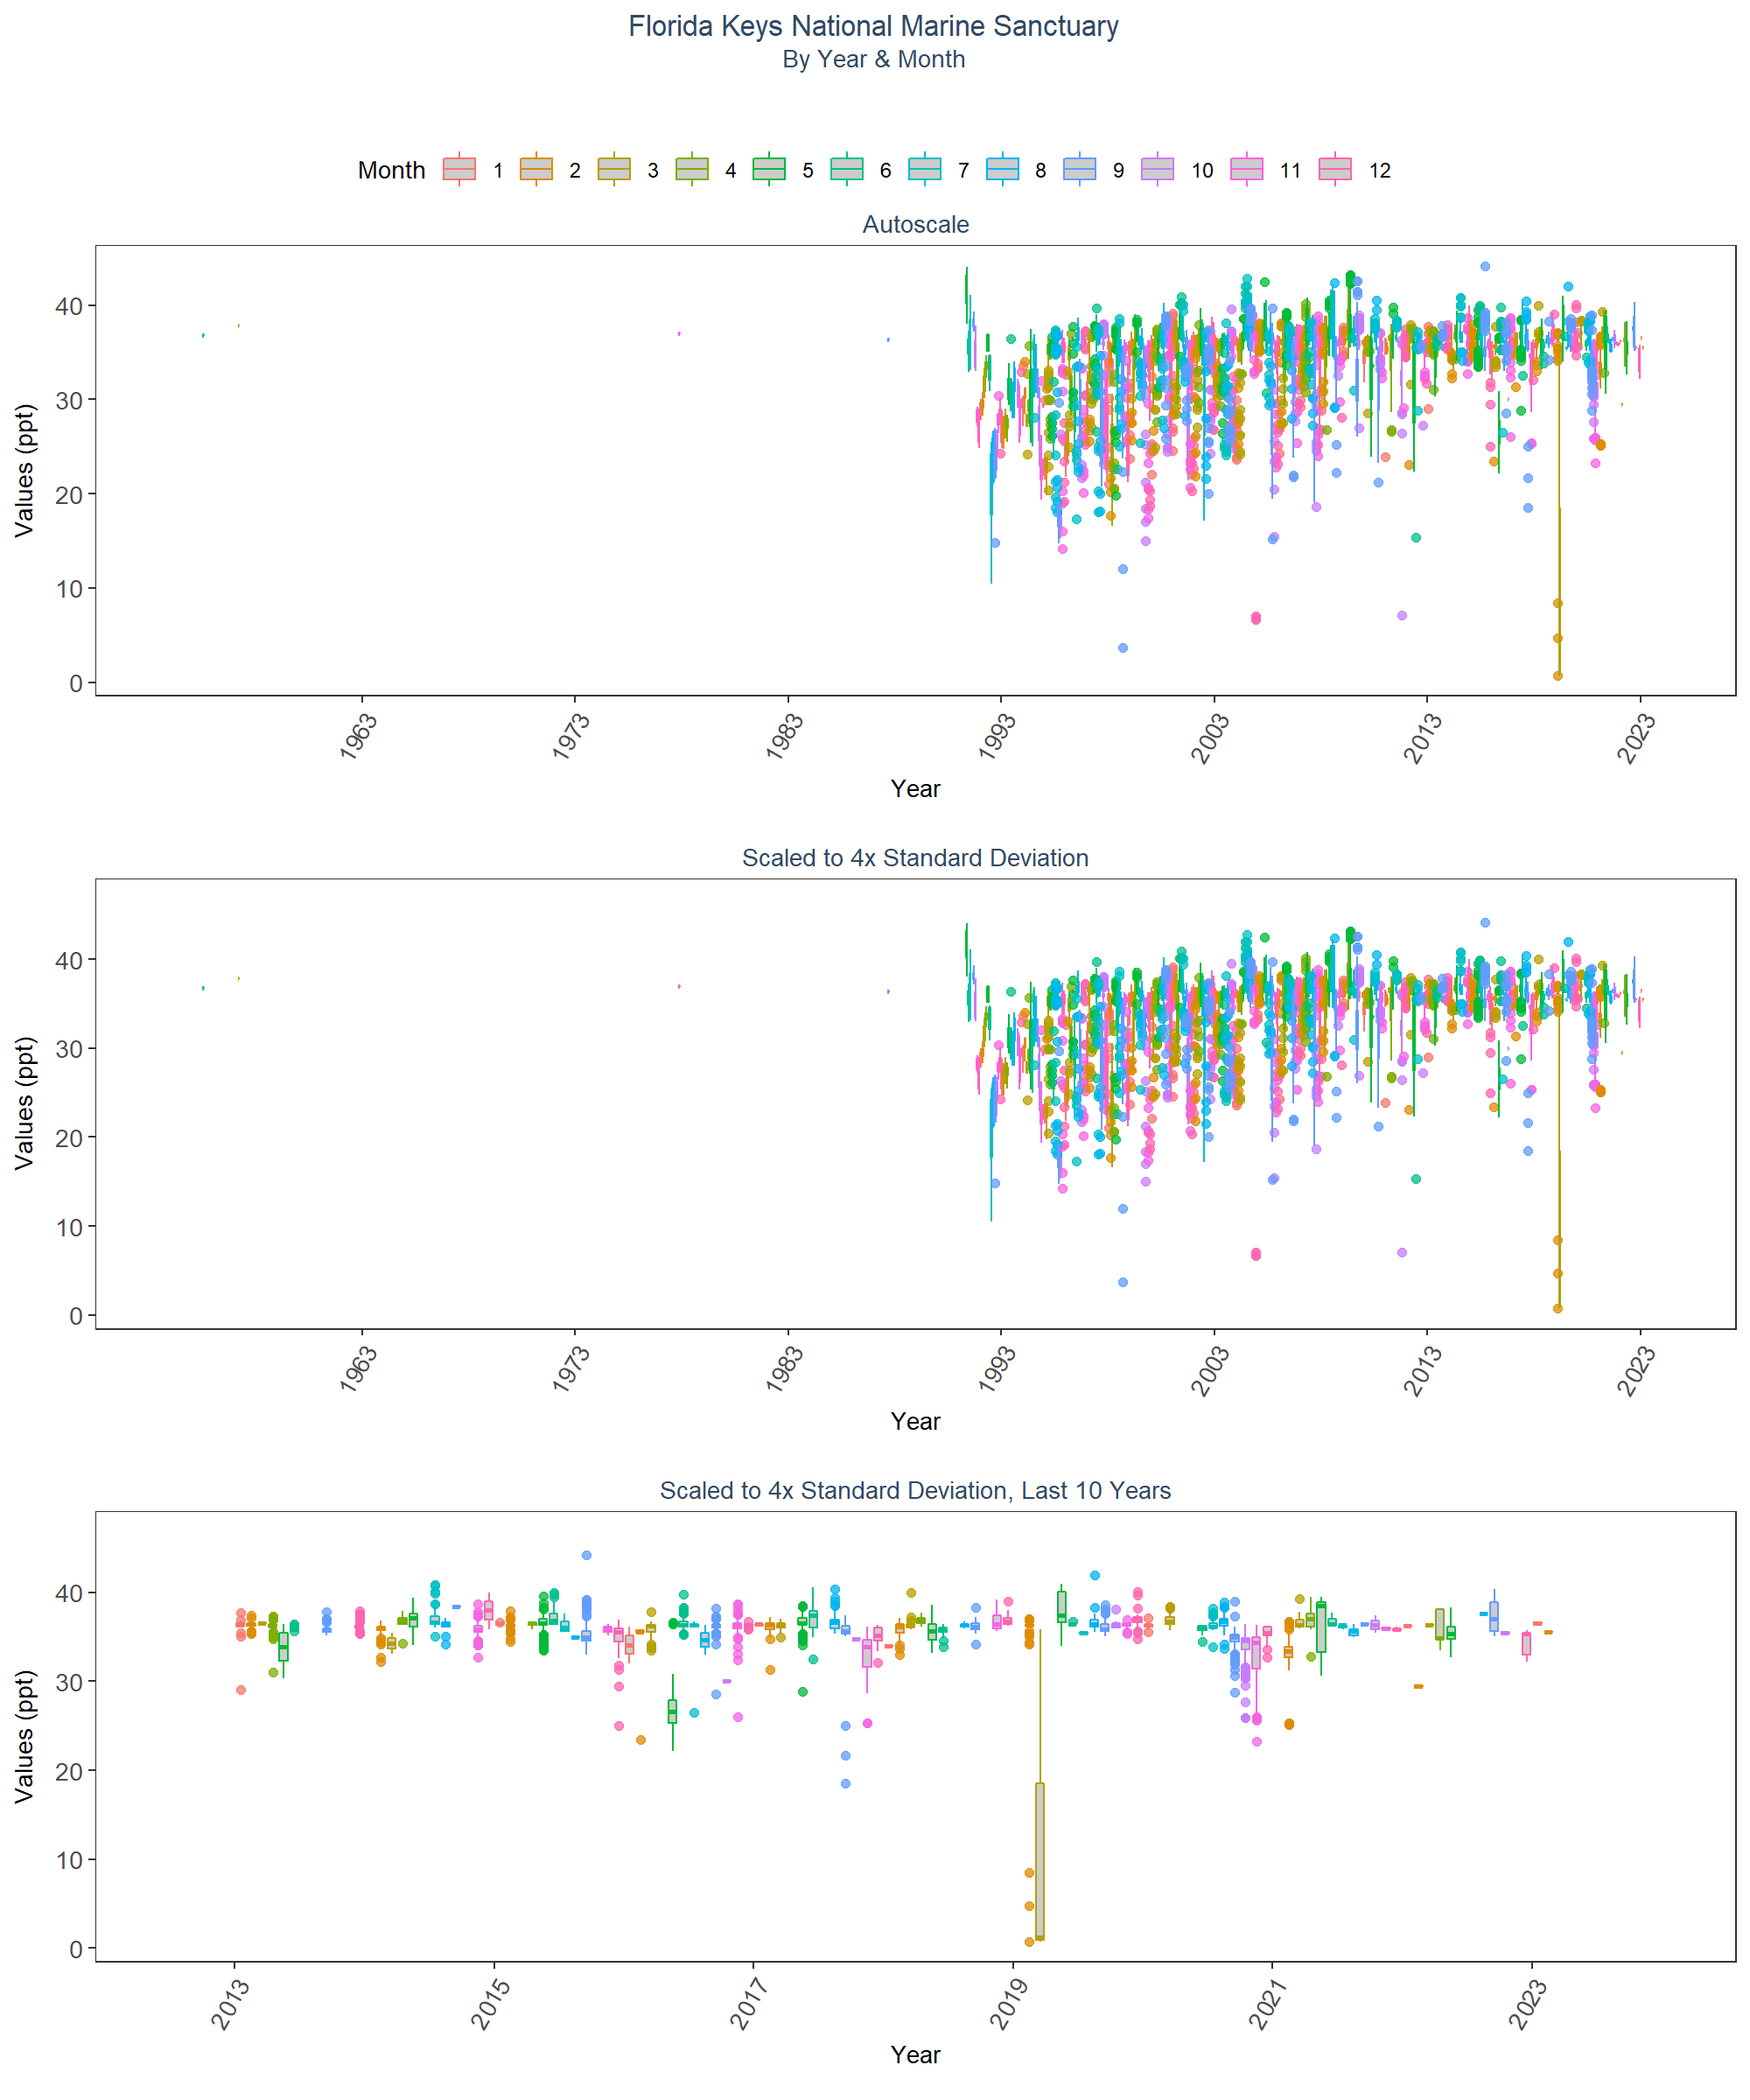 Florida Keys National Marine Sanctuary
By Year & Month
Month 1 2 3 4 5 6 7 8 9 10 11 12
Autoscale
Values (ppt)
40
30
20
10
0
1963 1973 1983 1993 2003 2013 2023
Year
Scaled to 4x Standard Deviation
Values (ppt)
40
30
20
10
0
1963 1973 1983 1993 2003 2013 2023
Year
Scaled to 4x Standard Deviation, Last 10 Years
Values (ppt)
40
30
20
10
0
2013 2015 2017 2019 2021 2023
Year